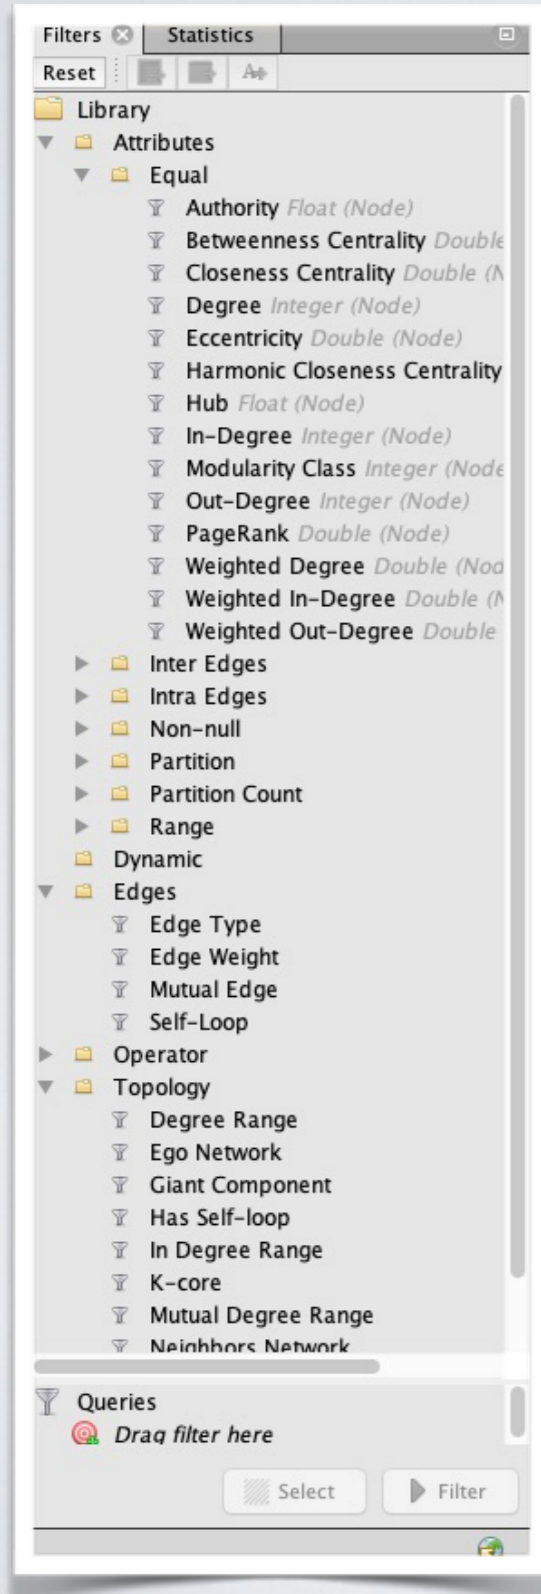 Filters Statistics
Reset
Library
Attributes
Equal
Authority Float (Node)
Betweenness Centrality Double
Closeness Centrality Double (N
Degree Integer (Node)
Eccentricity Double (Node)
Harmonic Closeness Centrality
Hub Float (Node)
In-Degree Integer (Node)
Modularity Class Integer (Node
Out-Degree Integer (Node)
PageRank Double (Node)
Weighted Degree Double (Nod
Weighted In-Degree Double (N
Weighted Out-Degree Double
Inter Edges
Intra Edges
Non-null
Partition
Partition Count
Range
Dynamic
Edges
Edge Type
Edge Weight
Mutual Edge
Self-Loop
Operator
Topology
Degree Range
Ego Network
Giant Component
Has Self-loop
In Degree Range
K-core
Mutual Degree Range
Neighbors Network
Queries
Drag filter here
Select Filter